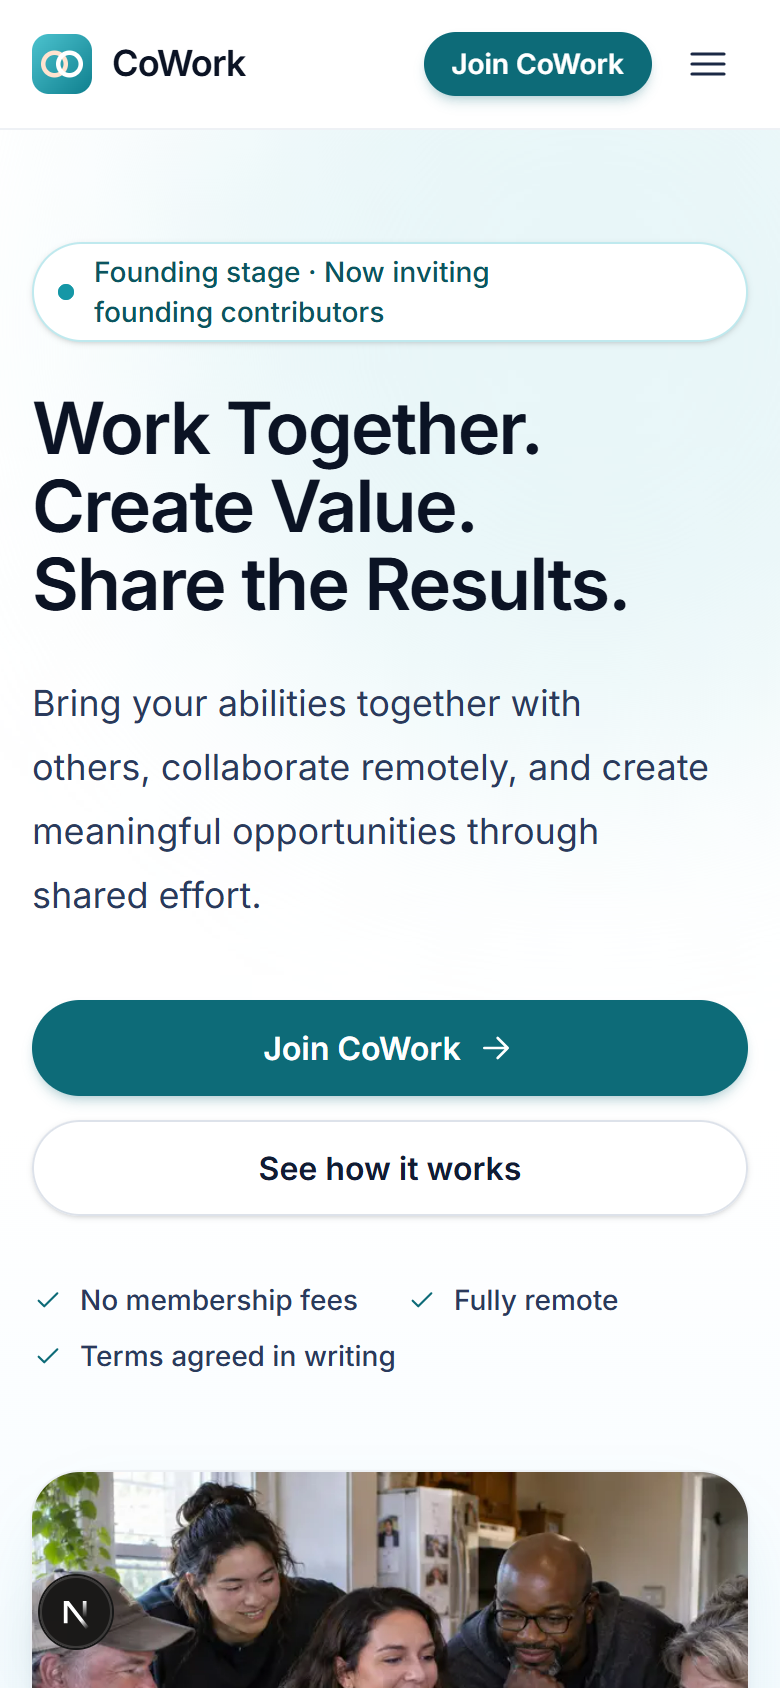 CoWork
Join CoWork
Founding stage · Now inviting
founding contributors
Work Together.
Create Value.
Share the Results.
Bring your abilities together with
others, collaborate remotely, and create
meaningful opportunities through
shared effort.
Join CoWork →
See how it works
No membership fees
Fully remote
Terms agreed in writing
N